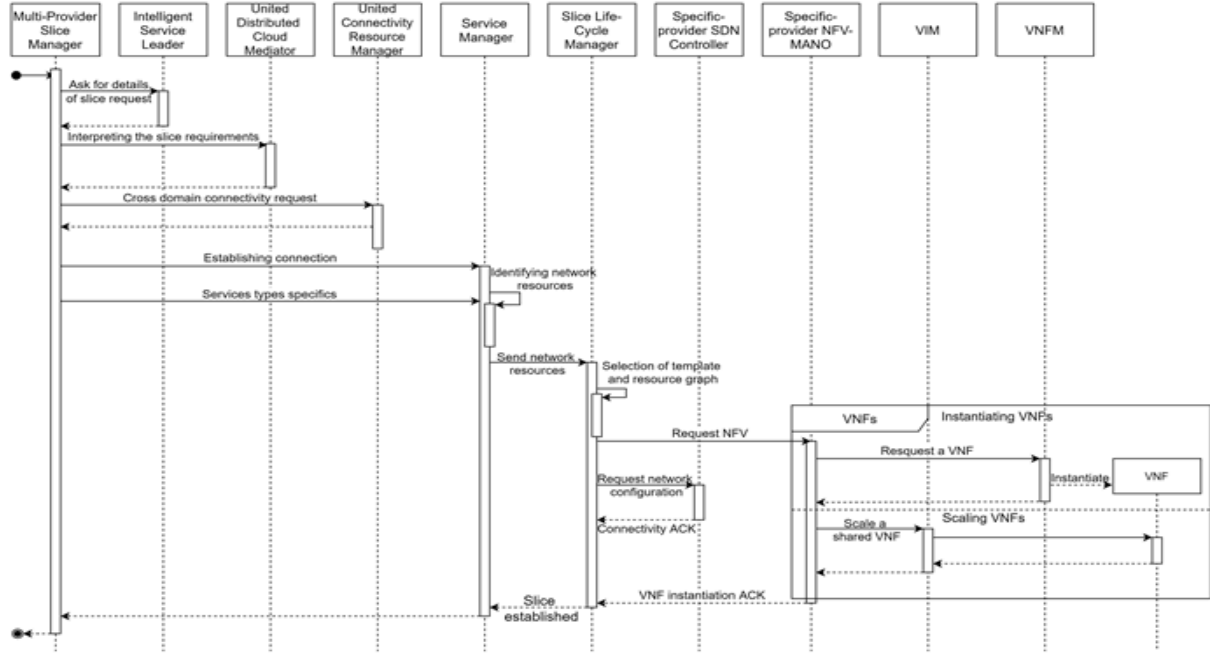 Multi-Provider
Slice
Manager
Intelligent
Service
Leader
United
Distributed
Cloud
Mediator
United
Connectivity
Resource
Manager
Service
Manager
Slice Life-
Cycle
Manager
Specific-
provider SDN
Controller
Specific-
provider NFV-
MANO
VIM
VNFM
Ask for details
of slice request
Interpreting the slice requirements
Cross domain connectivity request
Establishing connection
Identifying network
resources
Services types specifics
Send network
resources
Selection of template
and resource graph
VNFs
Instantiating VNFs
Request NFV
Resquest a VNF
Instantiate
VNF
Request network
configuration
Connectivity ACK
Scaling VNFs
Scale a
shared VNF
VNF instantiation ACK
Slice
established